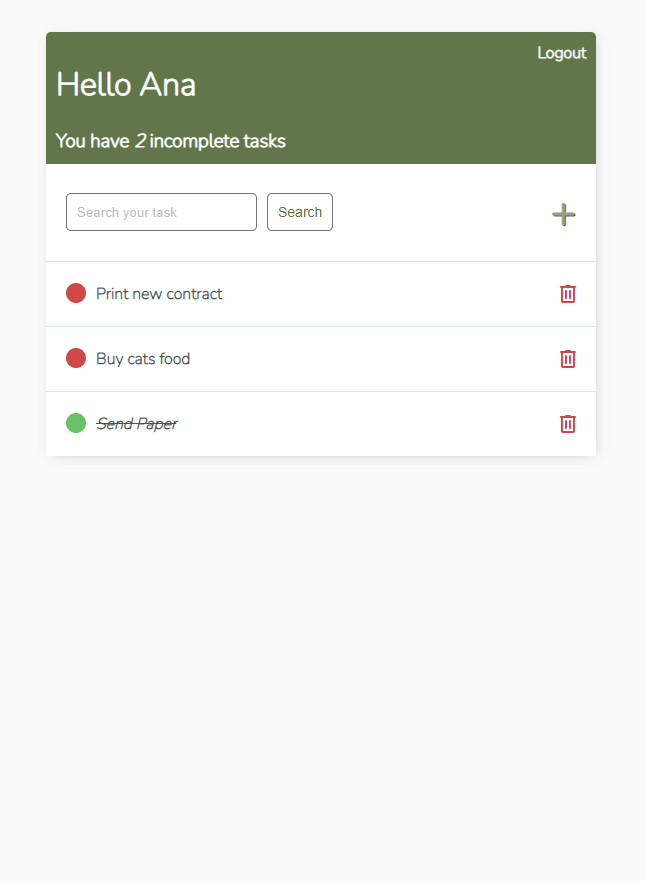 Logout
Hello Ana
You have 2 incomplete tasks
Search your task
Search
Print new contract
Buy cats food
Send Paper